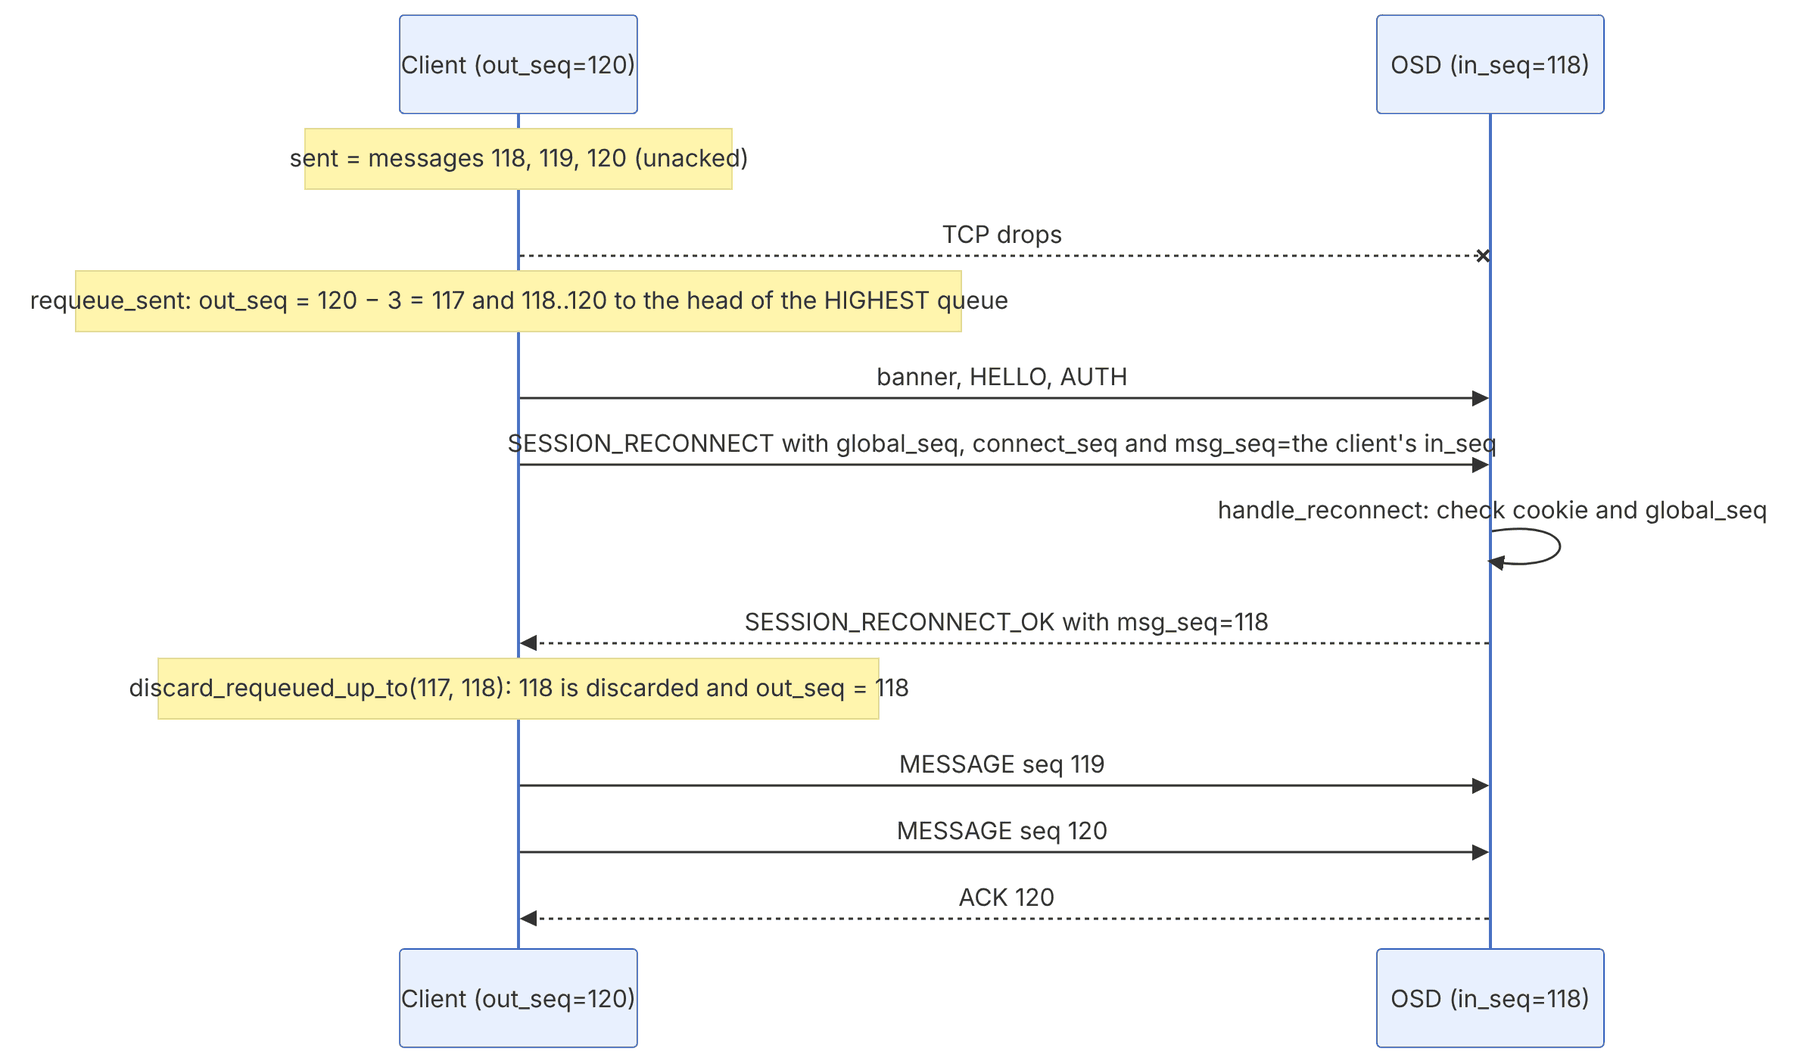 Client (out_seq=120)
OSD (in_seq=118)
sent = messages 118, 119, 120 (unacked)
TCP drops
requeue_sent: out_seq = 120 − 3 = 117 and 118..120 to the head of the HIGHEST queue
banner, HELLO, AUTH
SESSION_RECONNECT with global_seq, connect_seq and msg_seq=the client's in_seq
handle_reconnect: check cookie and global_seq
SESSION_RECONNECT_OK with msg_seq=118
discard_requeued_up_to(117, 118): 118 is discarded and out_seq = 118
MESSAGE seq 119
MESSAGE seq 120
ACK 120
Client (out_seq=120)
OSD (in_seq=118)